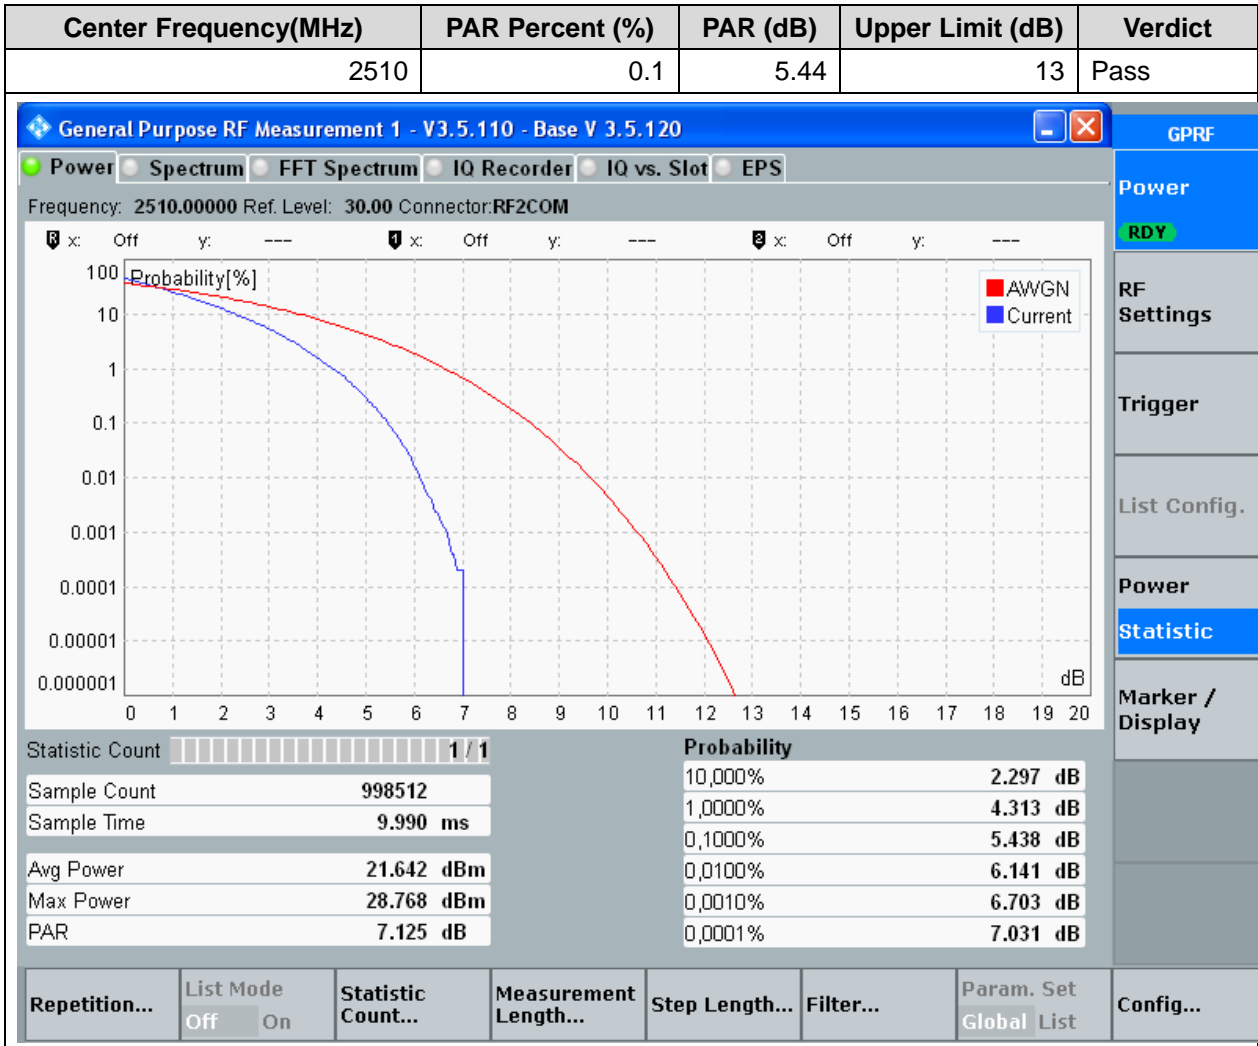 Center Frequency(MHz) PAR Percent (%) PAR (dB) Upper Limit (dB) Verdict
2510 0.1 5.44 13 Pass
General Purpose RF Measurement 1 - V3.5.110 - Base V 3.5.120
GPRF
Power Spectrum FFT Spectrum IQ Recorder IQ vs. Slot EPS
Frequency: 2510.00000 Ref. Level: 30.00 Connector:RF2COM
R x: Off y: --- 1 x: Off y: --- 2 x: Off y: ---
Probability[%]
100
10
1
0.1
0.01
0.001
0.0001
0.00001
0.000001
AWGN
Current
dB
0 1 2 3 4 5 6 7 8 9 10 11 12 13 14 15 16 17 18 19 20
Power
RDY
RF
Settings
Trigger
List Config.
Power
Statistic
Marker /
Display
Statistic Count 1 / 1
Sample Count 998512
Sample Time 9.990 ms
Avg Power 21.642 dBm
Max Power 28.768 dBm
PAR 7.125 dB
Probability
10,000% 2.297 dB
1,0000% 4.313 dB
0,1000% 5.438 dB
0,0100% 6.141 dB
0,0010% 6.703 dB
0,0001% 7.031 dB
Repetition...
List Mode
Off On
Statistic
Count...
Measurement
Length...
Step Length...
Filter...
Param. Set
Global List
Config...